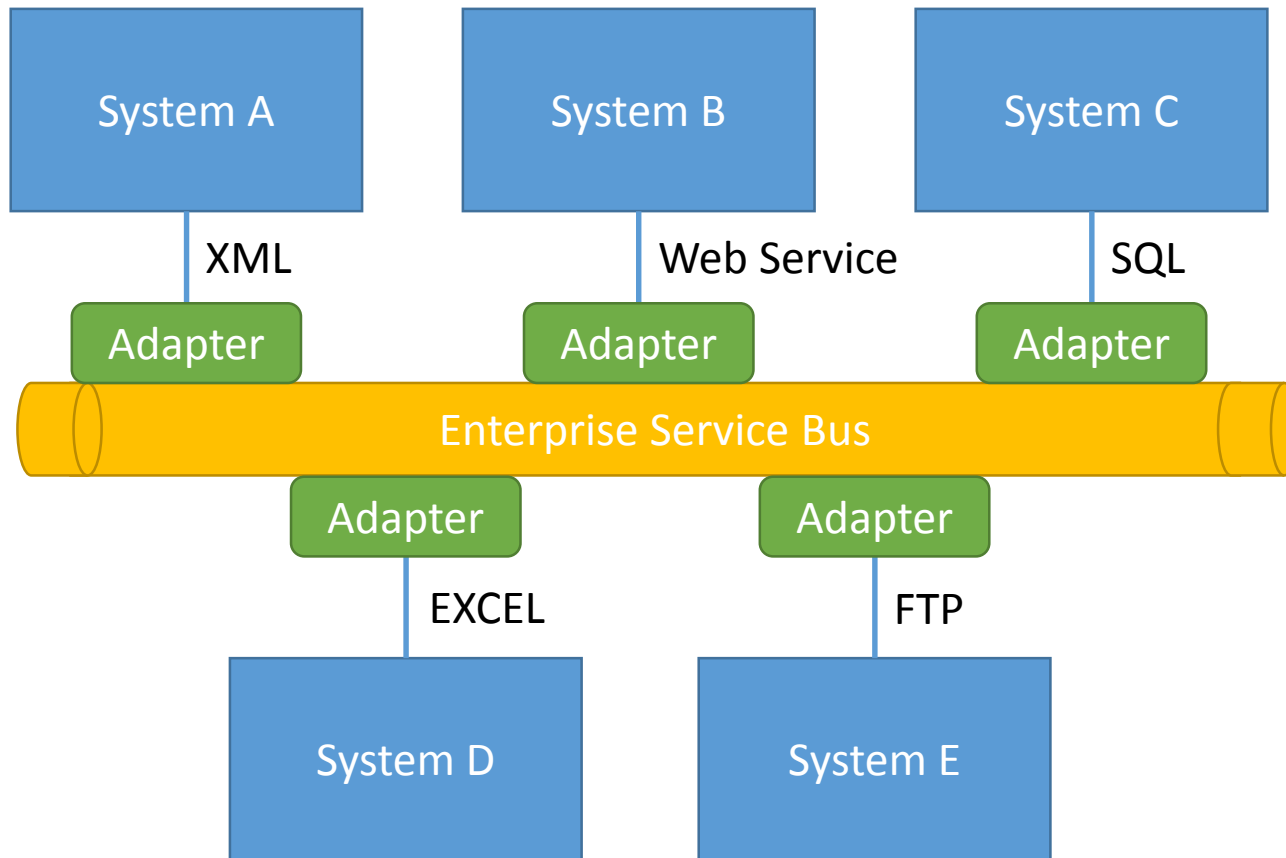 System A
System B
System C
XML
Web Service
SQL
Adapter
Adapter
Adapter
Enterprise Service Bus
Adapter
Adapter
EXCEL
FTP
System D
System E